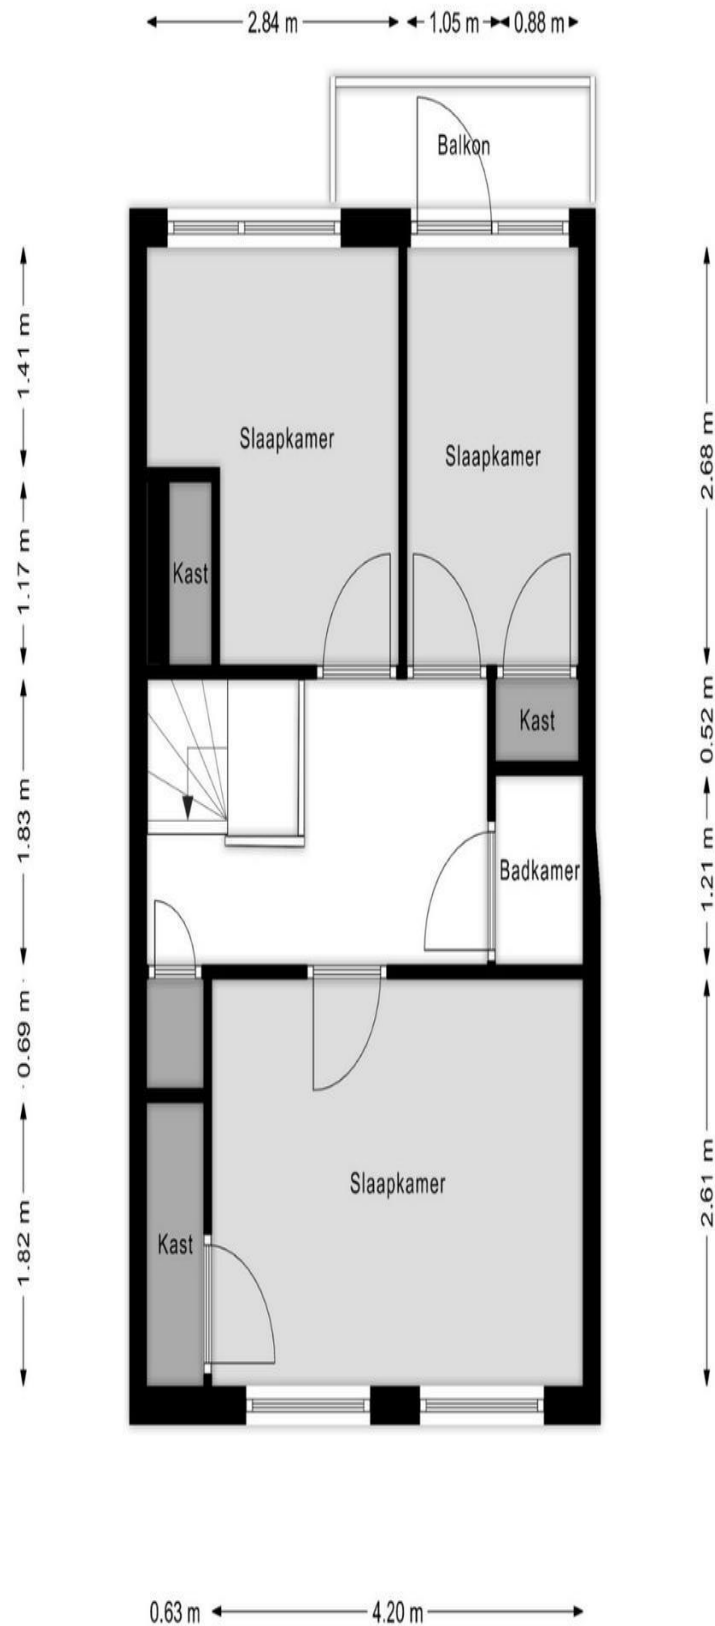 2.84 m
1.05 m
0.88 m
Balkon
1.41 m
Slaapkamer
Slaapkamer
2.68 m
1.17 m
Kast
0.52 m
Kast
1.83 m
Badkamer
1.21 m
0.69 m
Slaapkamer
2.61 m
1.82 m
Kast
0.63 m
4.20 m